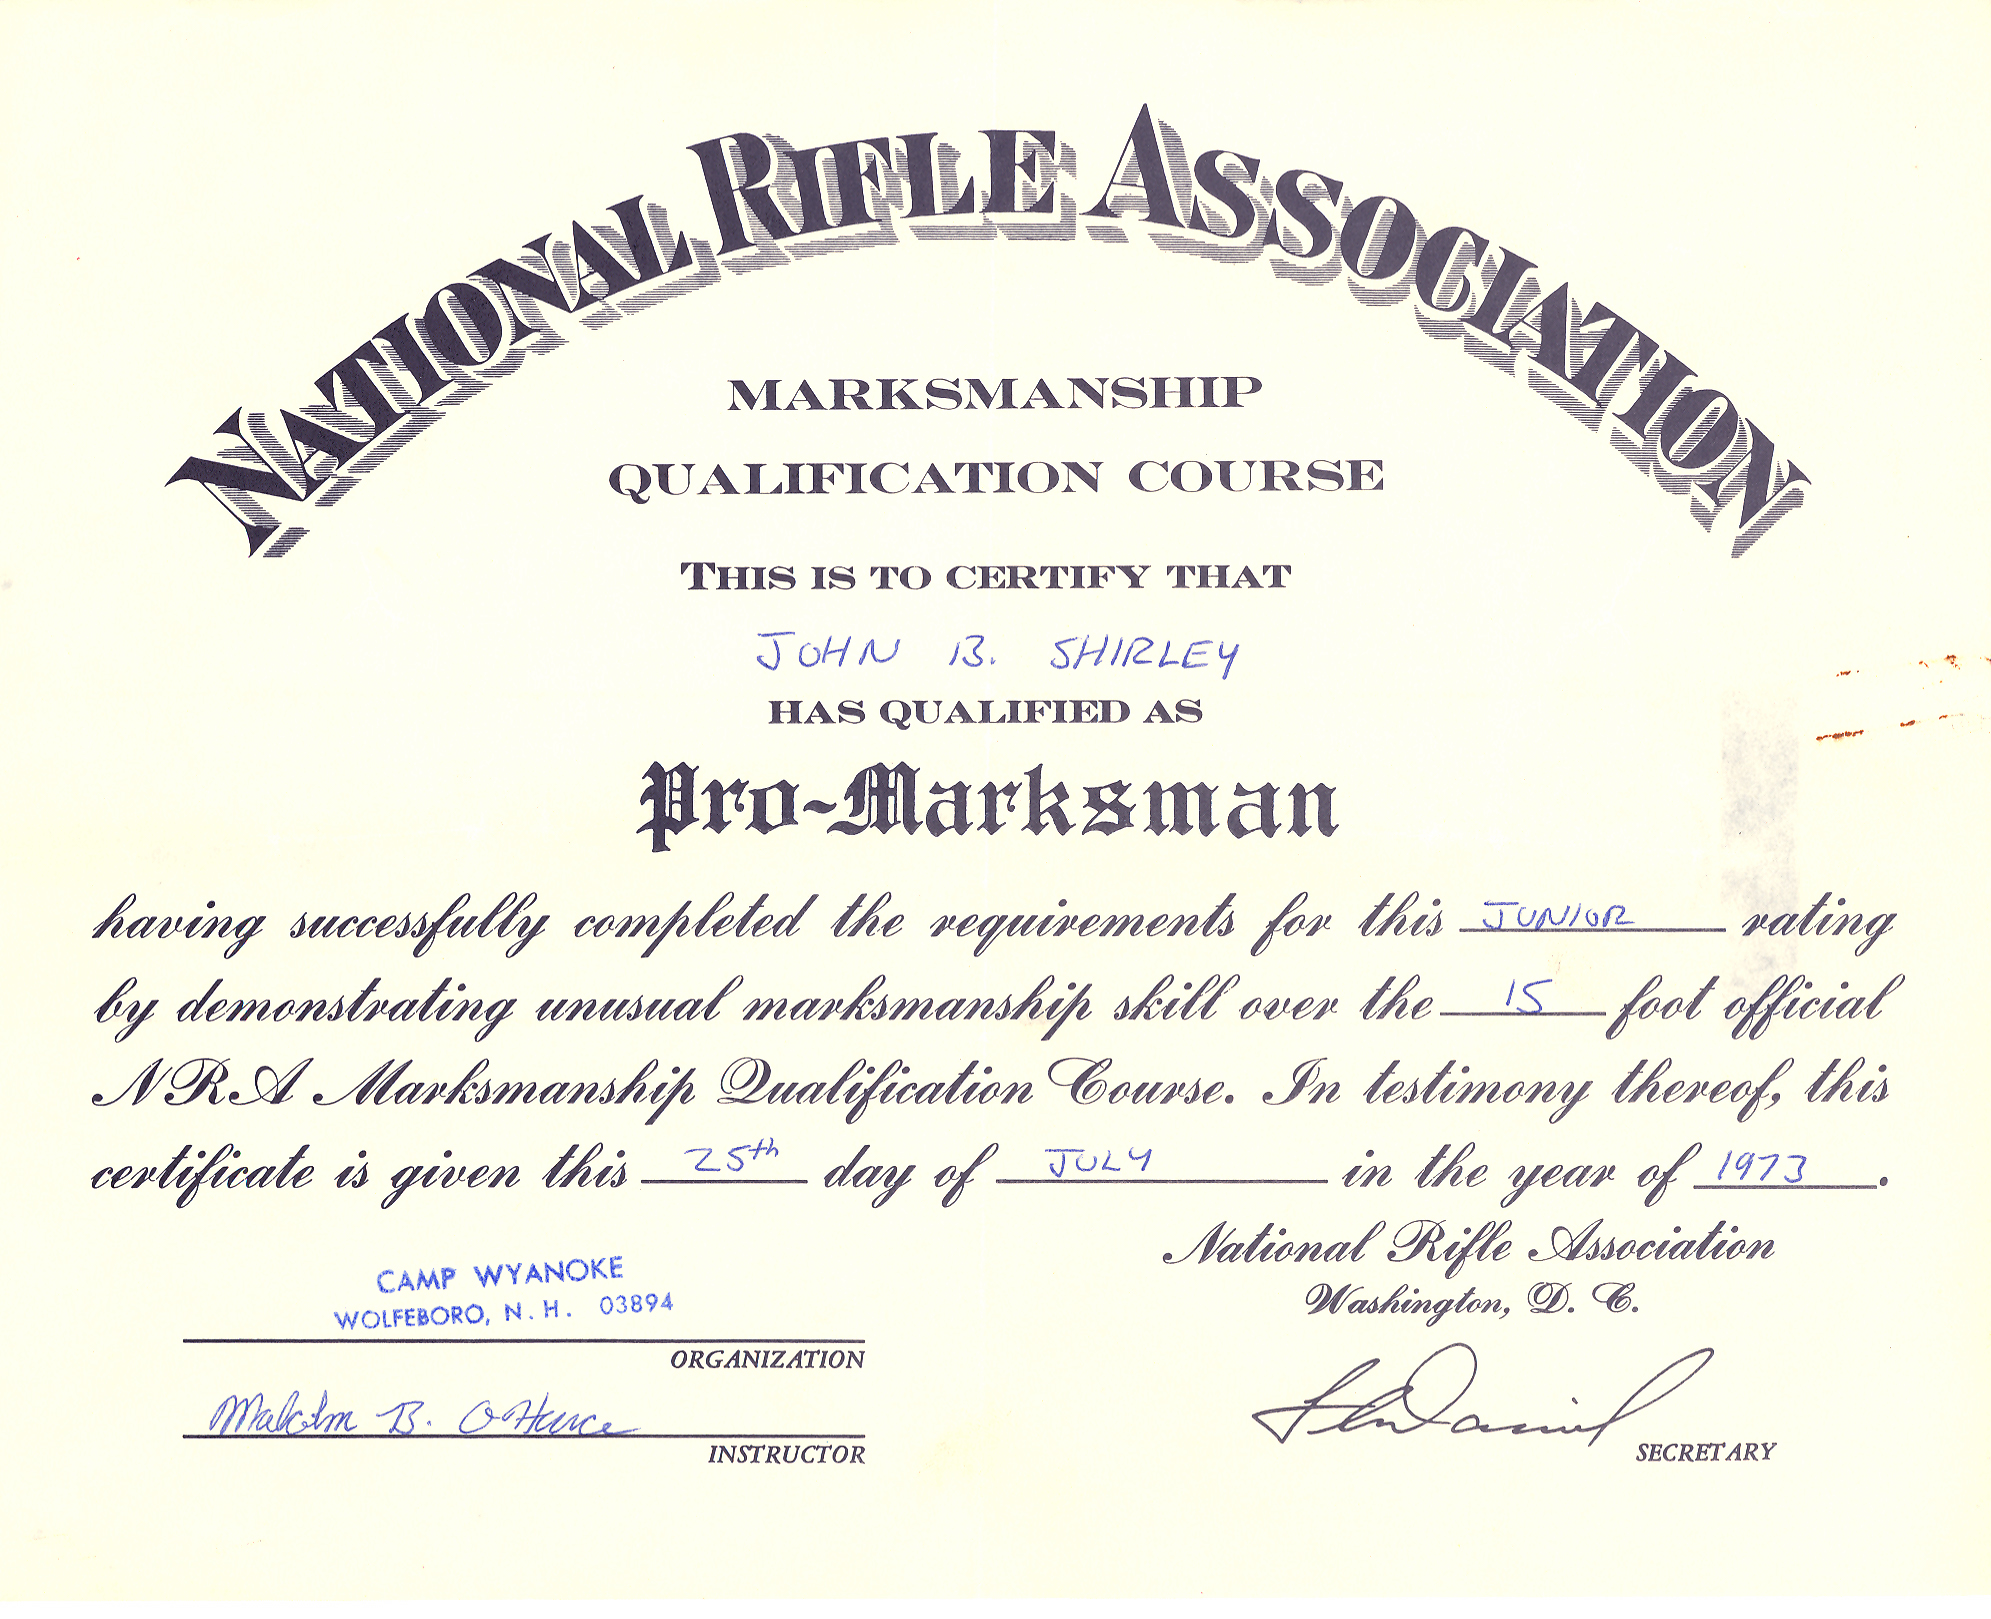 NATIONAL RIFLE ASSOCIATION
MARKSMANSHIP
QUALIFICATION COURSE
THIS IS TO CERTIFY THAT
JOHN B. SHIRLEY
HAS QUALIFIED AS
Pro-Marksman
having successfully completed the requirements for this JUNIOR rating
by demonstrating unusual marksmanship skill over the 15 foot official
NRA Marksmanship Qualification Course. In testimony thereof, this
certificate is given this 25th day of JULY in the year of 1973.
National Rifle Association
Washington, D. C.
CAMP WYANOKE
WOLFEBORO, N. H. 03894
ORGANIZATION
Malcolm B.
INSTRUCTOR
SECRETARY